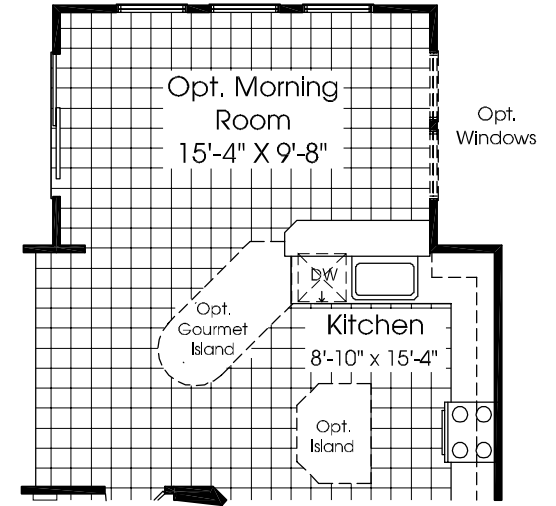 Opt. Morning
Room
15'-4" X 9'-8"
Opt.
Windows
DW
Opt.
Gourmet
Island
Kitchen
8'-10" x 15'-4"
Opt.
Island